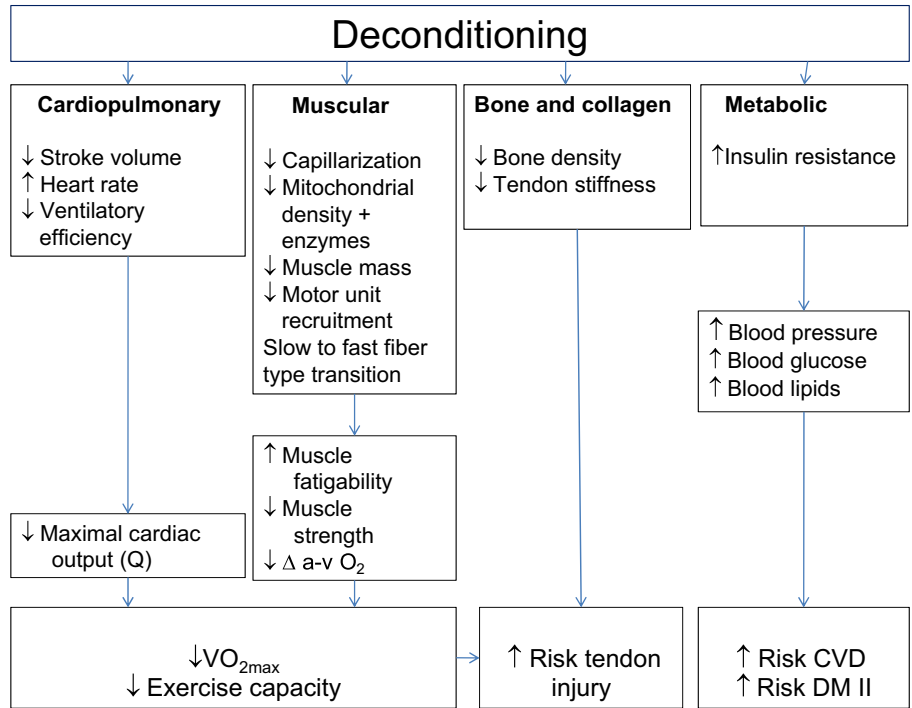 Deconditioning
Cardiopulmonary
↓ Stroke volume
↑ Heart rate
↓ Ventilatory
efficiency
Muscular
↓ Capillarization
↓ Mitochondrial
density +
enzymes
↓ Muscle mass
↓ Motor unit
recruitment
Slow to fast fiber
type transition
Bone and collagen
↓ Bone density
↓ Tendon stiffness
Metabolic
↑Insulin resistance
↑ Blood pressure
↑ Blood glucose
↑ Blood lipids
↑ Muscle
fatigability
↓ Muscle
strength
↓ Δ a-v O₂
↓ Maximal cardiac
output (Q)
↓VO₂max
↓ Exercise capacity
↑ Risk tendon
injury
↑ Risk CVD
↑ Risk DM II